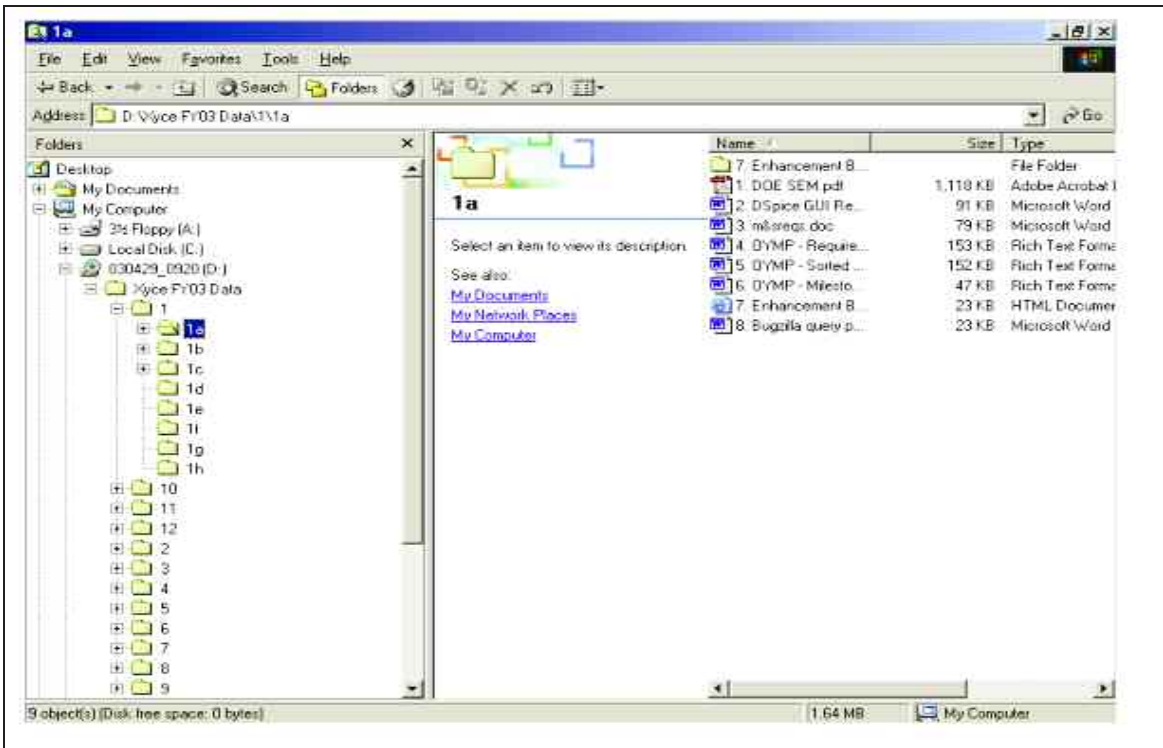 1a
File Edit View Favorites Tools Help
Back Search Folders
Address D:\Xyce FY03 Data\1\1a Go
Folders
Desktop
My Documents
My Computer
3½ Floppy (A:)
Local Disk (C:)
030429_0920 (D:)
Xyce FY03 Data
1
1a
1b
1c
1d
1e
1f
1g
1h
10
11
12
2
3
4
5
6
7
8
9
1a
Select an item to view its description.
See also:
My Documents
My Network Places
My Computer
Name Size Type
7. Enhancement B... File Folder
1. DOE SEM.pdf 1,118 KB Adobe Acrobat
2. DSpice GUI Re... 91 KB Microsoft Word
3. m&sreqs.doc 79 KB Microsoft Word
4. 0YMP - Require... 153 KB Rich Text Forma
5. 0YMP - Sorted ... 152 KB Rich Text Forma
6. 0YMP - Milesto... 47 KB Rich Text Forma
7. Enhancement B... 23 KB HTML Documer
8. Bugzilla query p... 23 KB Microsoft Word
9 object(s) (Disk free space: 0 bytes) 1.64 MB My Computer